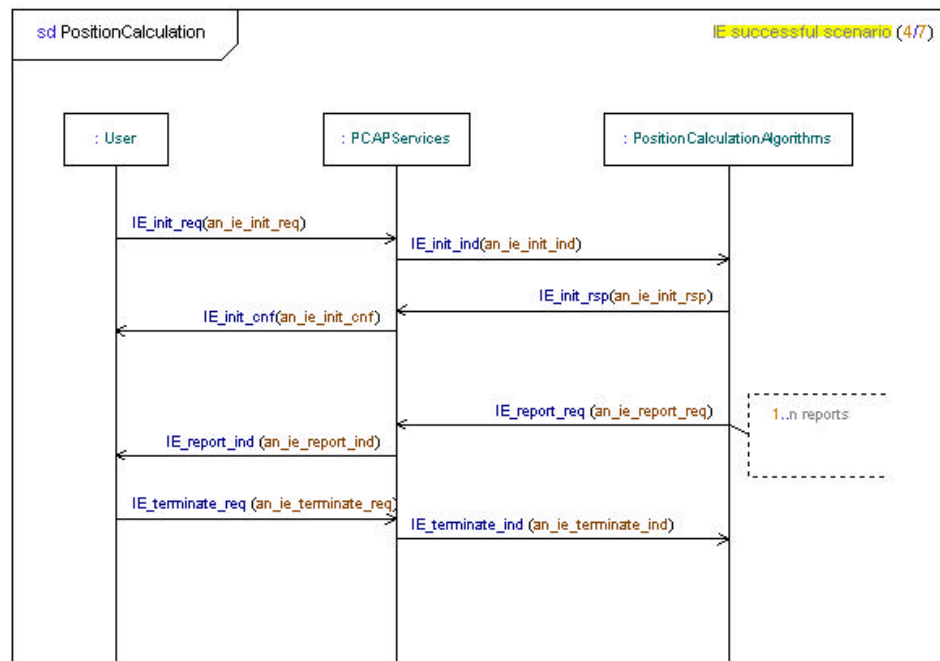 sd PositionCalculation
IE successful scenario (4/7)
: User
: PCAPServices
: PositionCalculationAlgorithms
IE_init_req(an_ie_init_req)
IE_init_ind(an_ie_init_ind)
IE_init_rsp(an_ie_init_rsp)
IE_init_cnf(an_ie_init_cnf)
IE_report_req (an_ie_report_req)
1..n reports
IE_report_ind (an_ie_report_ind)
IE_terminate_req (an_ie_terminate_req)
IE_terminate_ind (an_ie_terminate_ind)